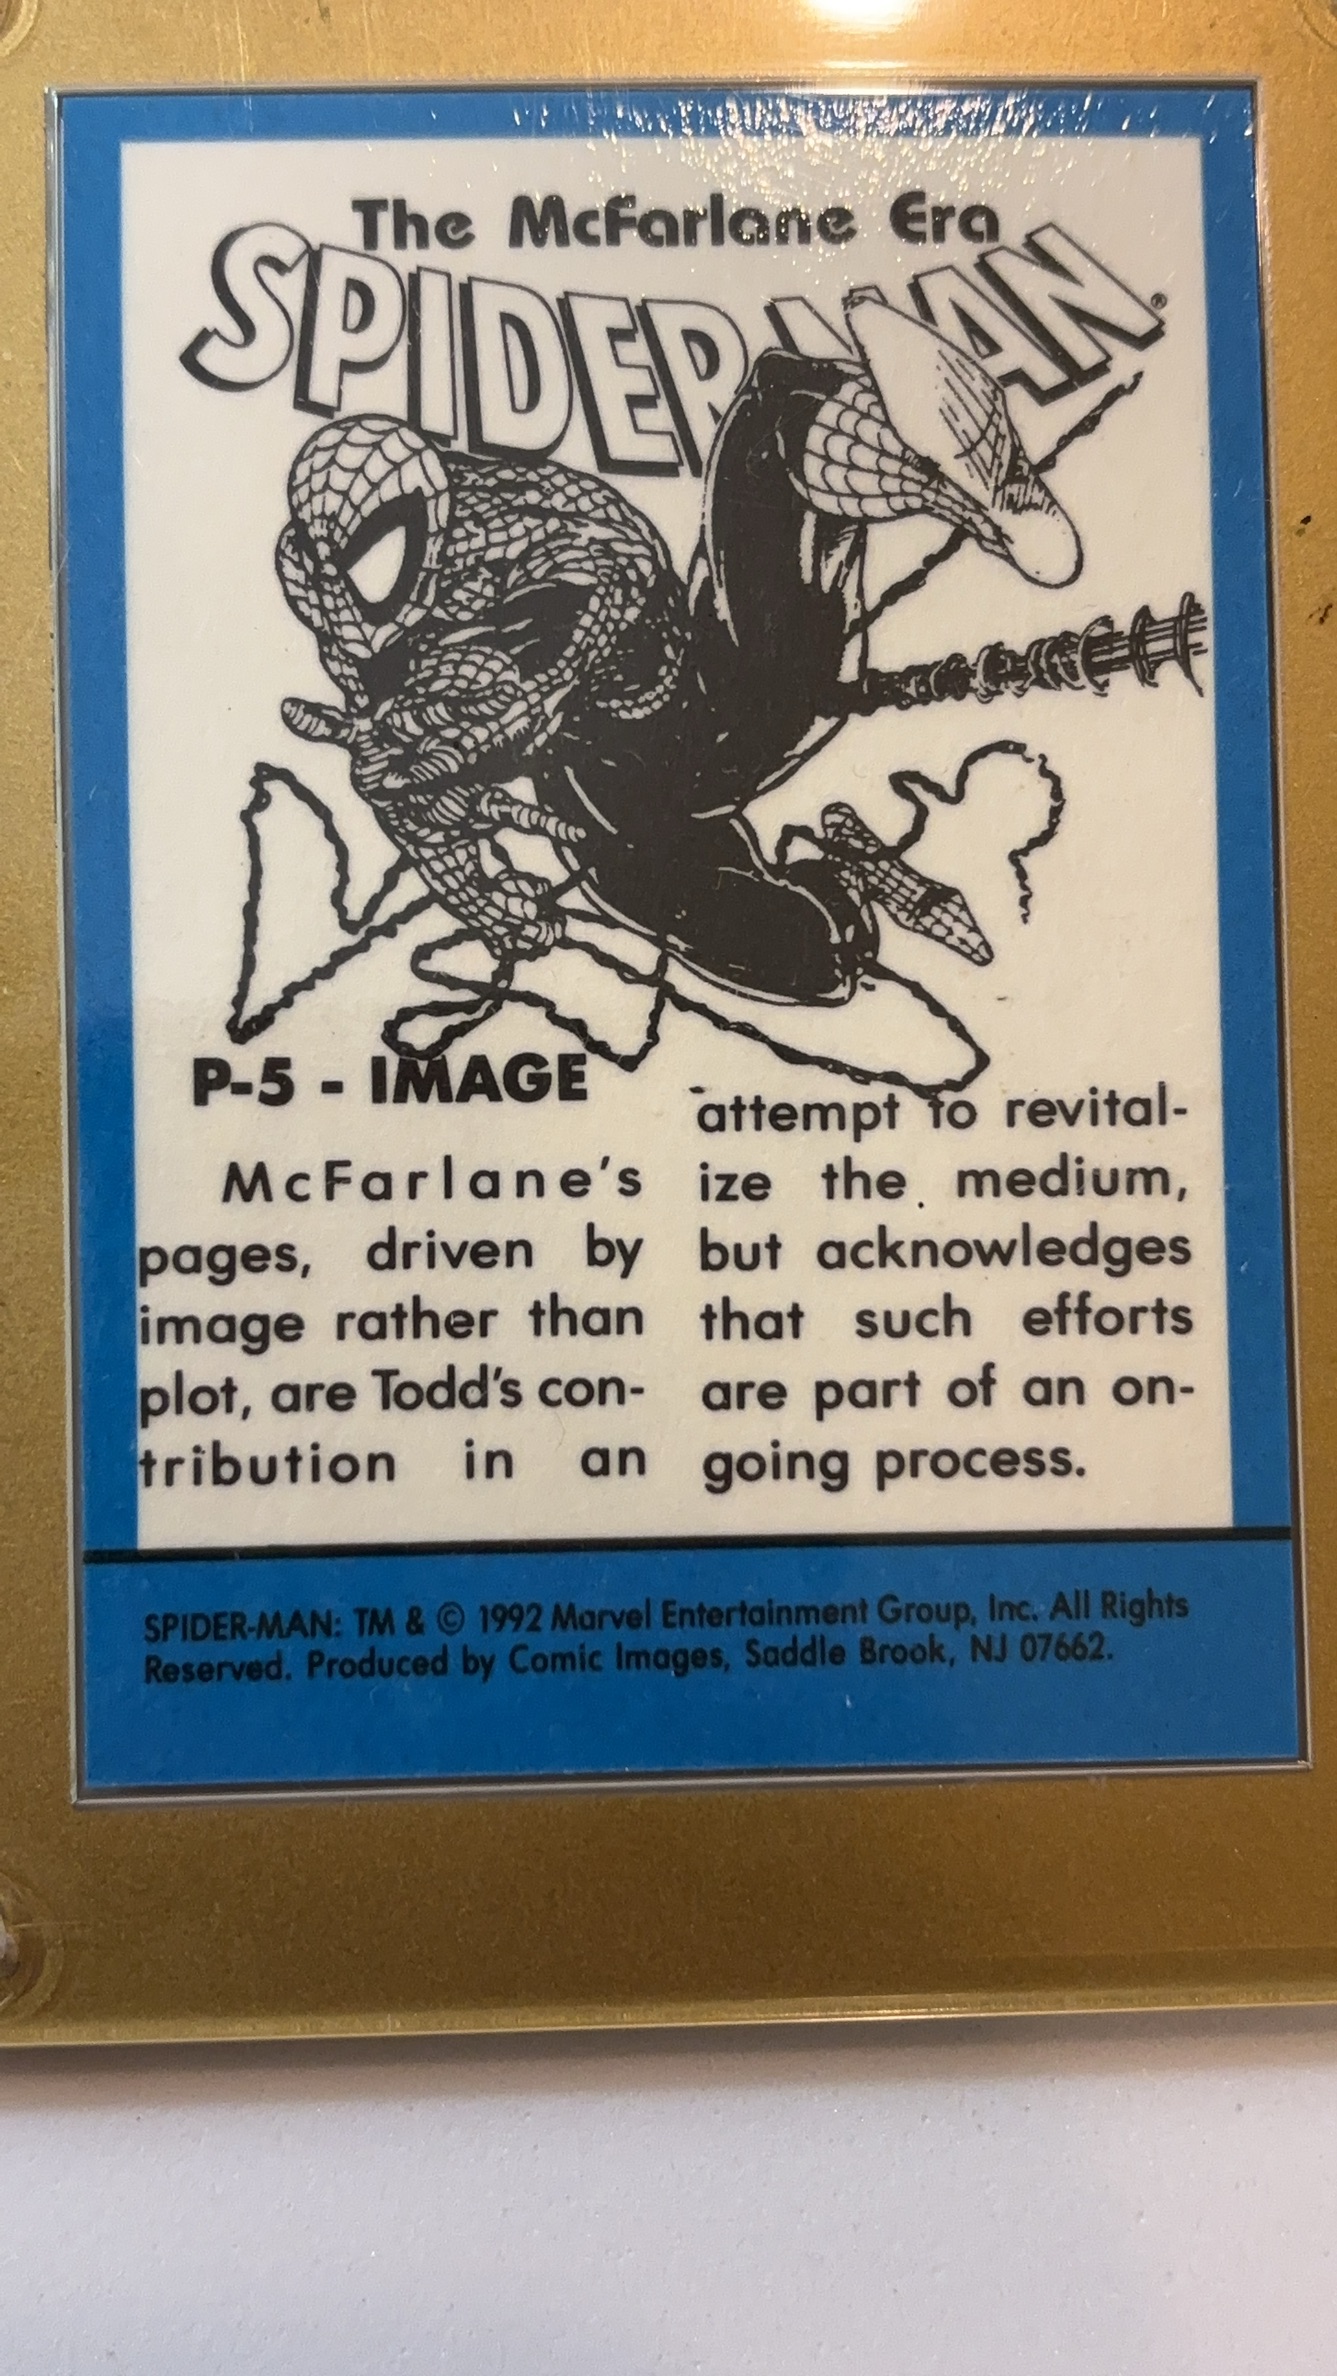 The McFarlane Era
SPIDER-MAN®
P-5 - IMAGE
McFarlane's
pages, driven by
image rather than
plot, are Todd's con-
tribution in an
attempt to revital-
ize the medium,
but acknowledges
that such efforts
are part of an on-
going process.
SPIDER-MAN: TM & © 1992 Marvel Entertainment Group, Inc. All Rights
Reserved. Produced by Comic Images, Saddle Brook, NJ 07662.